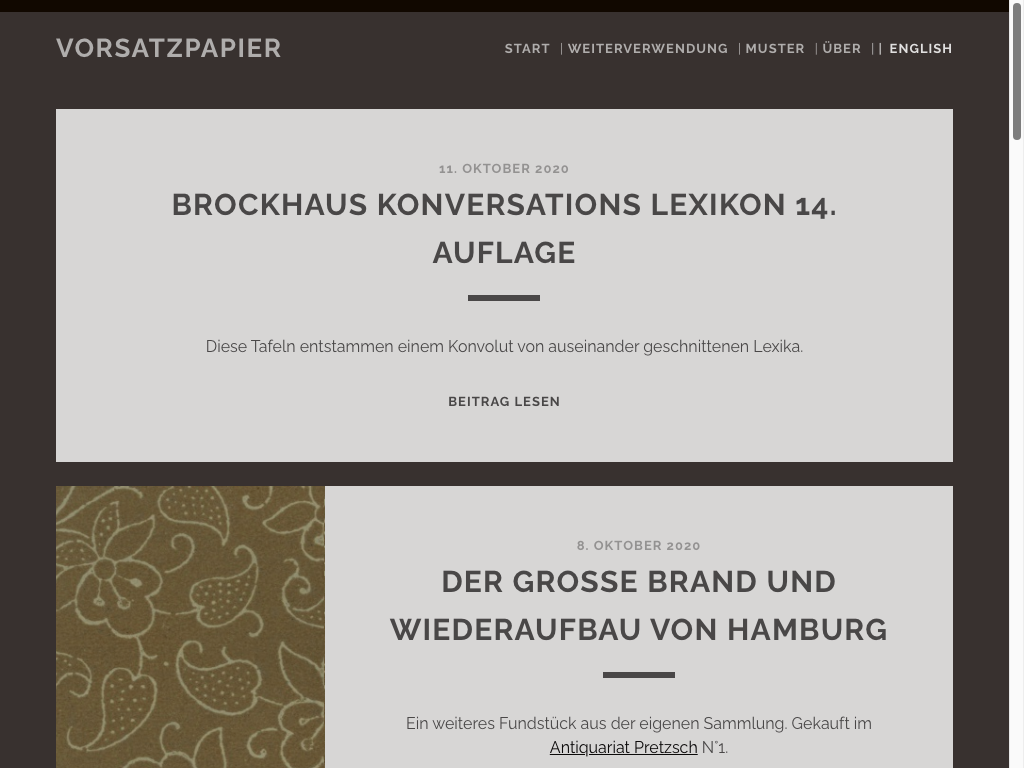 VORSATZPAPIER
START | WEITERVERWENDUNG | MUSTER | ÜBER | | ENGLISH
11. OKTOBER 2020
BROCKHAUS KONVERSATIONS LEXIKON 14.
AUFLAGE
Diese Tafeln entstammen einem Konvolut von auseinander geschnittenen Lexika.
BEITRAG LESEN
8. OKTOBER 2020
DER GROSSE BRAND UND
WIEDERAUFBAU VON HAMBURG
Ein weiteres Fundstück aus der eigenen Sammlung. Gekauft im
Antiquariat Pretzsch N°1.